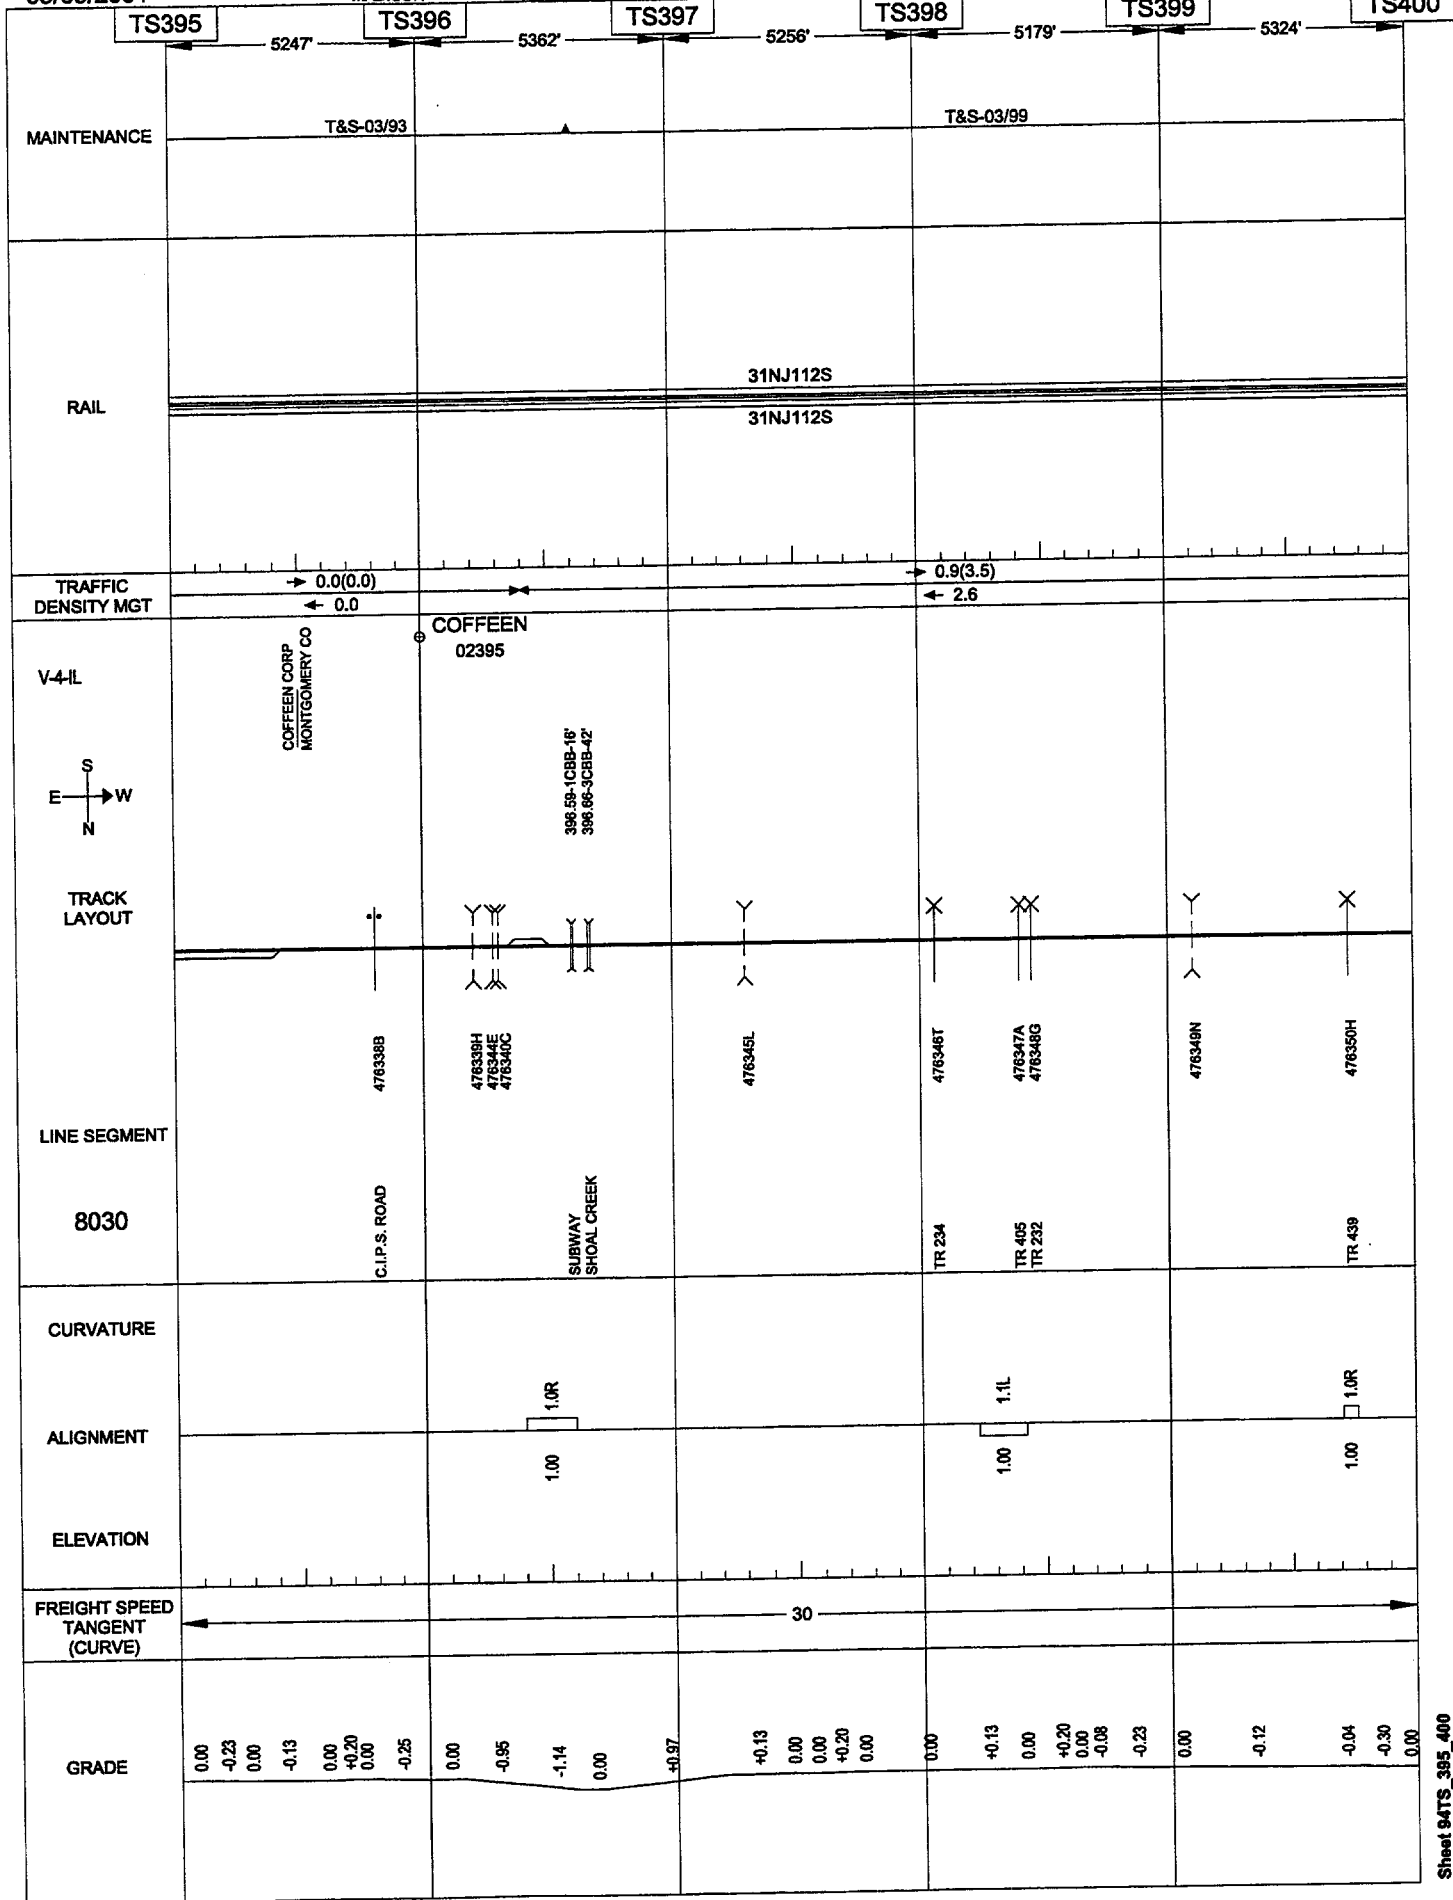 TS395
TS396
TS397
TS398
TS399
TS400
5247'
5362'
5256'
5179'
5324'
MAINTENANCE
T&S-03/93
T&S-03/99
RAIL
31NJ112S
31NJ112S
TRAFFIC
DENSITY MGT
0.0(0.0)
0.0
0.9(3.5)
2.6
COFFEEN
02395
V-4-IL
COFFEEN CORP
MONTGOMERY CO
S
E
W
N
396.59-1CBB-16'
396.66-3CBB-42'
TRACK
LAYOUT
476338B
476339H
476344E
476340C
476345L
476346T
476347A
476348G
476349N
476350H
LINE SEGMENT
8030
C.I.P.S. ROAD
SUBWAY
SHOAL CREEK
TR 234
TR 405
TR 232
TR 439
CURVATURE
1.0R
1.1L
1.0R
ALIGNMENT
1.00
1.00
1.00
ELEVATION
FREIGHT SPEED
TANGENT
(CURVE)
30
GRADE
0.00
-0.23
0.00
-0.13
0.00
+0.20
0.00
-0.25
0.00
-0.95
-1.14
0.00
+0.97
+0.13
0.00
0.00
+0.20
0.00
0.00
+0.13
0.00
+0.20
0.00
-0.08
-0.23
0.00
-0.12
-0.04
-0.30
0.00
Sheet 94TS_395_400